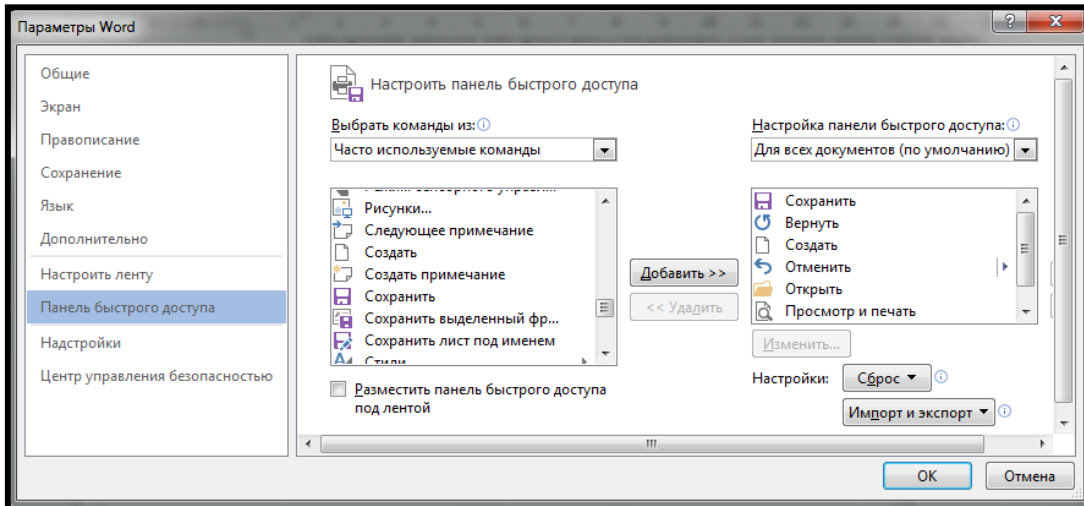 Параметры Word
Общие
Экран
Правописание
Сохранение
Язык
Дополнительно
Настроить ленту
Панель быстрого доступа
Надстройки
Центр управления безопасностью
Настроить панель быстрого доступа
Выбрать команды из:
Часто используемые команды
Рисунки...
Следующее примечание
Создать
Создать примечание
Сохранить
Сохранить выделенный фр...
Сохранить лист под именем
Стили
Разместить панель быстрого доступа
под лентой
Добавить >>
<< Удалить
Настройка панели быстрого доступа:
Для всех документов (по умолчанию)
Сохранить
Вернуть
Создать
Отменить
Открыть
Просмотр и печать
Изменить...
Настройки:
Сброс
Импорт и экспорт
ОК
Отмена